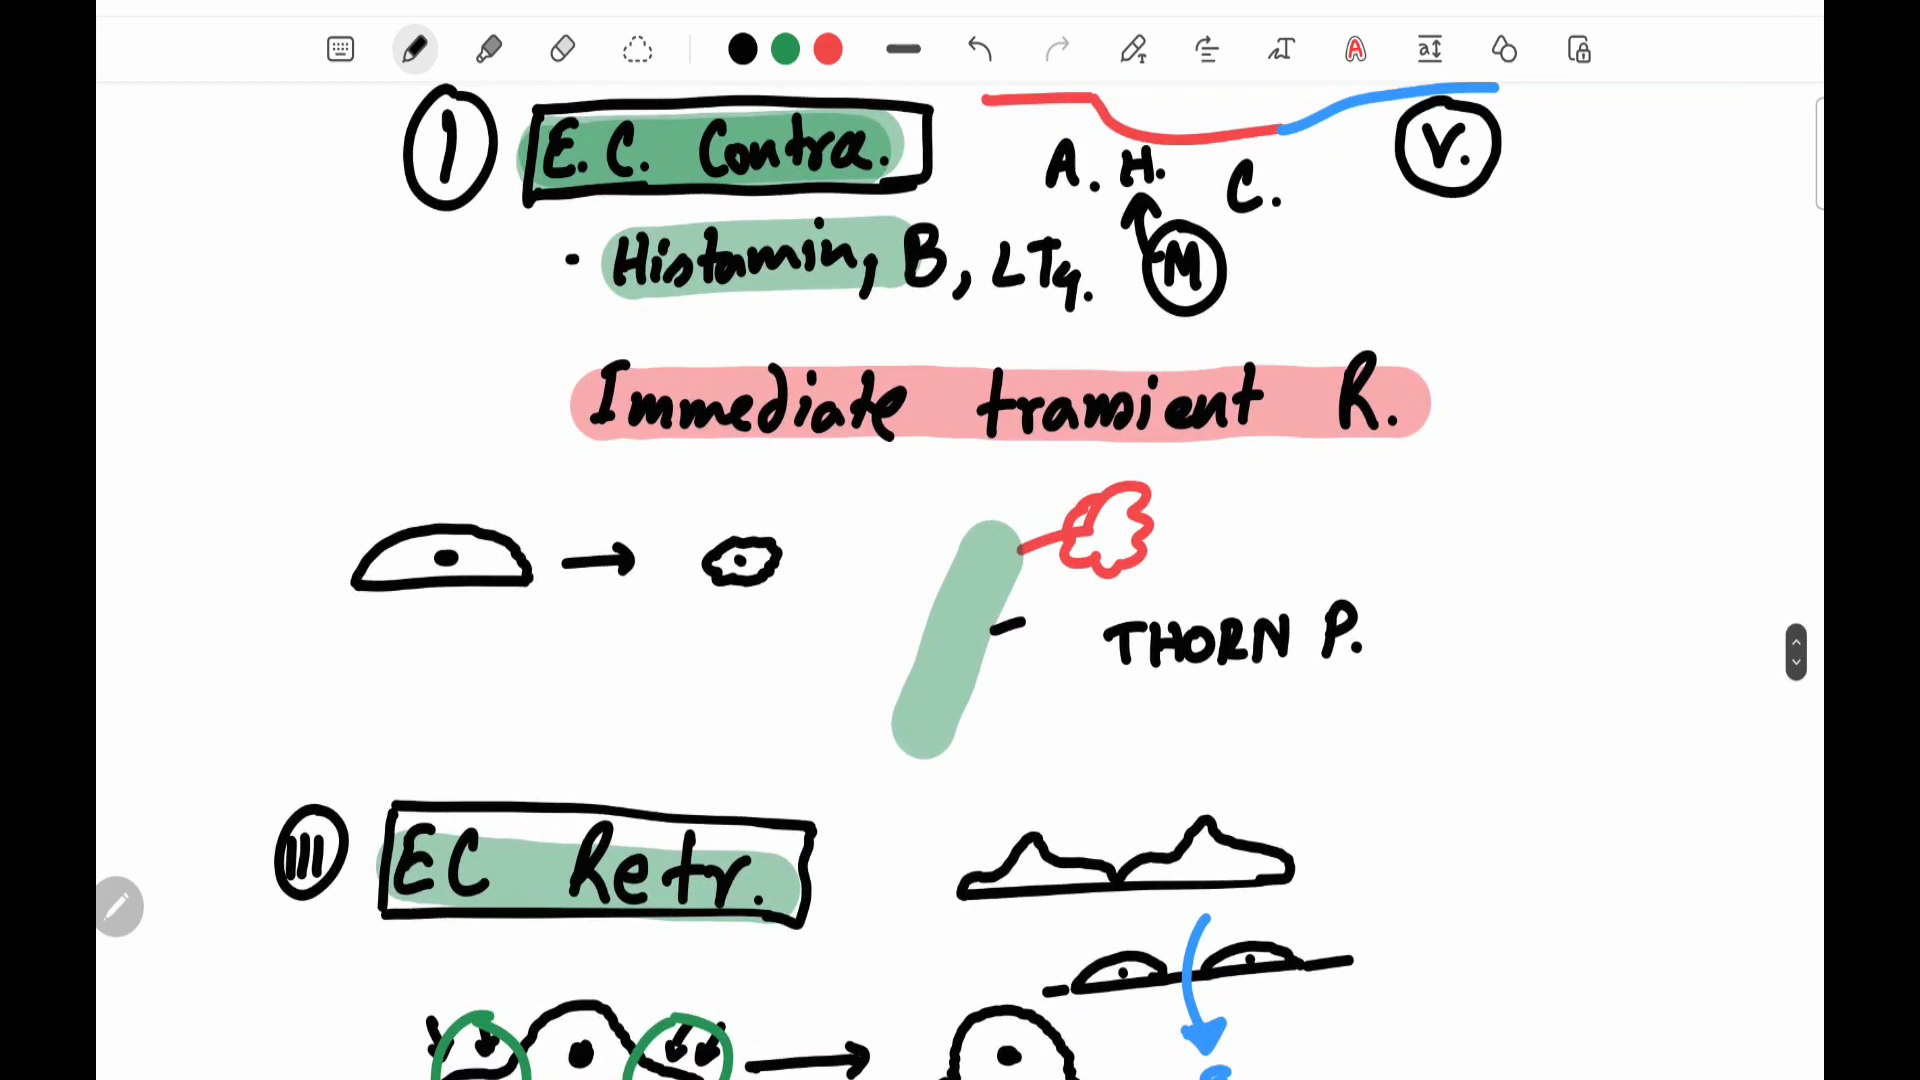 I E.C. Contra. V.
A. H. C.
· Histamin, B, LT4. M
Immediate transient R.
THORN P.
III EC Retr.